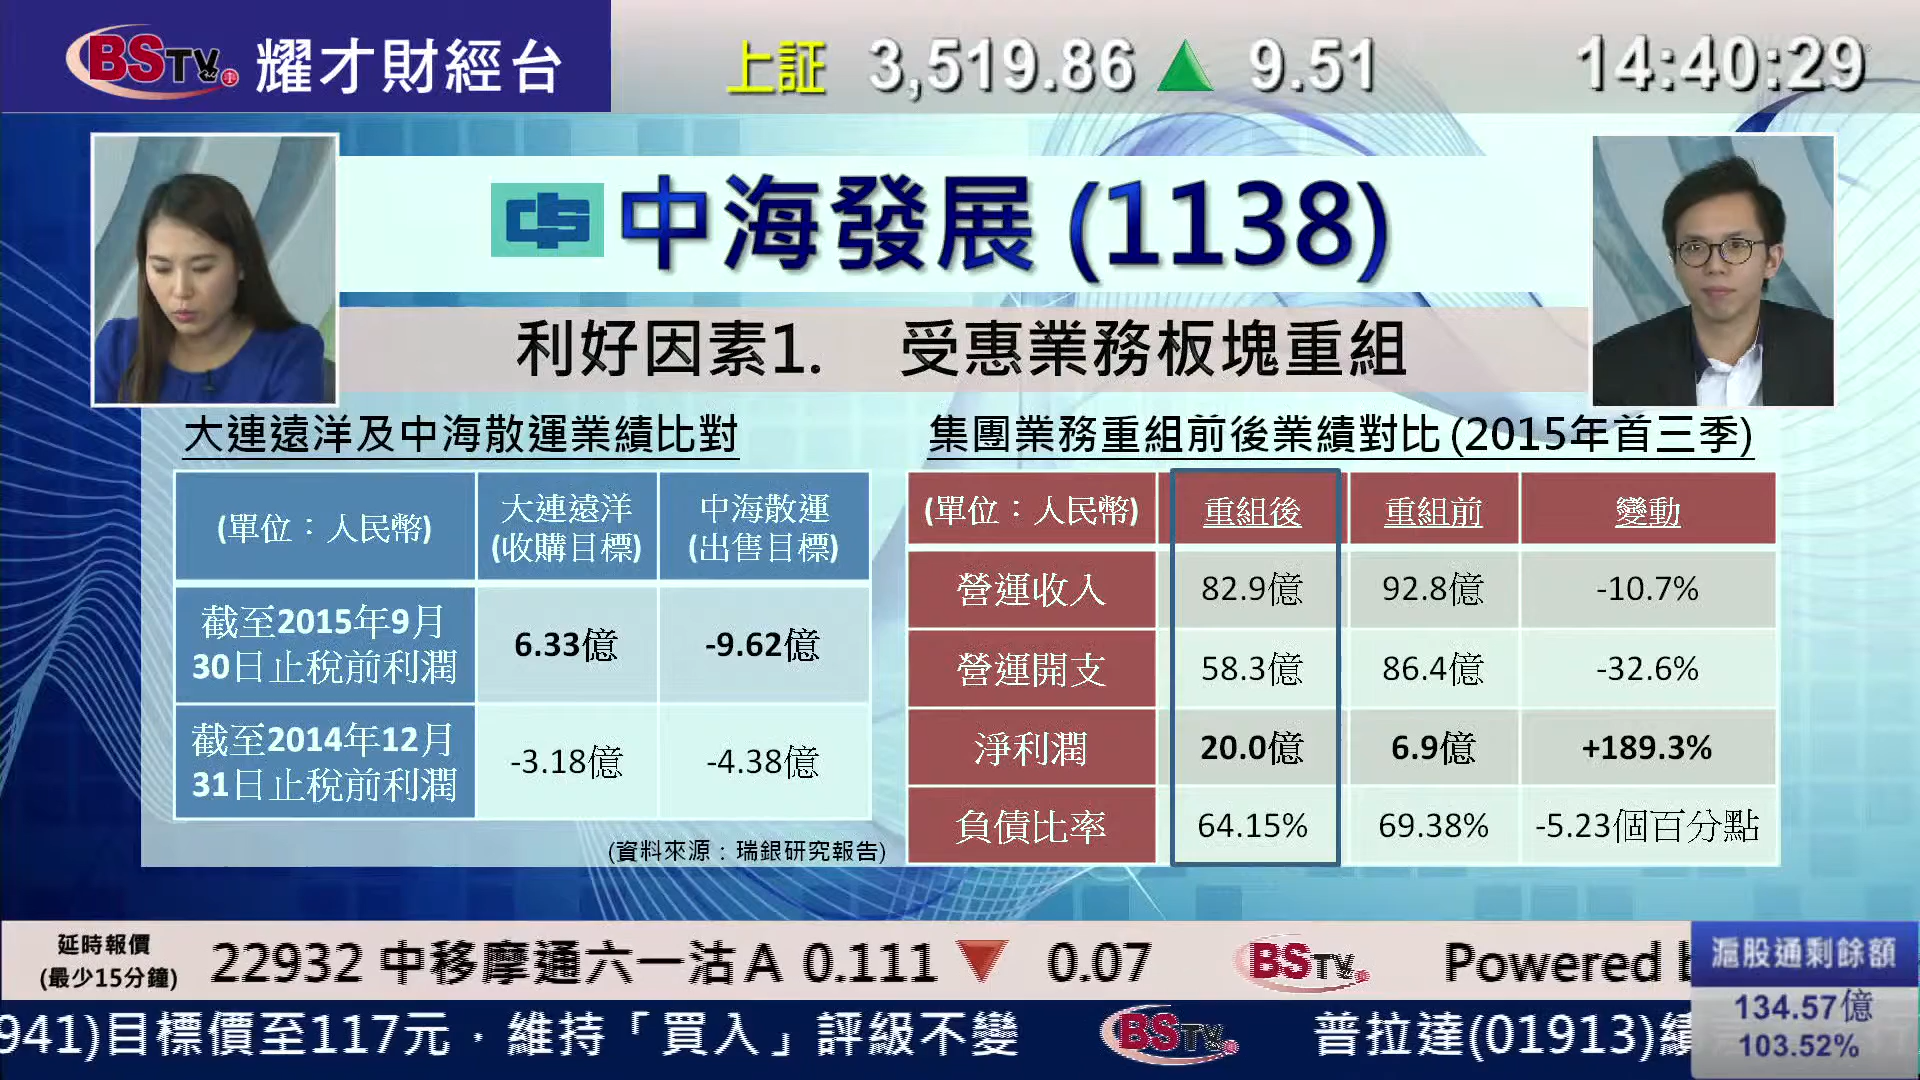 BSTV 耀才財經台
上証 3,519.86 ▲ 9.51
14:40:29
中海發展 (1138)
利好因素1. 受惠業務板塊重組
大連遠洋及中海散運業績比對
(單位：人民幣) 大連遠洋(收購目標) 中海散運(出售目標)
截至2015年9月30日止稅前利潤 6.33億 -9.62億
截至2014年12月31日止稅前利潤 -3.18億 -4.38億
(資料來源：瑞銀研究報告)
集團業務重組前後業績對比 (2015年首三季)
(單位：人民幣) 重組後 重組前 變動
營運收入 82.9億 92.8億 -10.7%
營運開支 58.3億 86.4億 -32.6%
淨利潤 20.0億 6.9億 +189.3%
負債比率 64.15% 69.38% -5.23個百分點
延時報價
(最少15分鐘)
22932 中移摩通六一沽A 0.111 ▼ 0.07 BSTV Powered
滬股通剩餘額
134.57億
103.52%
941)目標價至117元，維持「買入」評級不變 BSTV 普拉達(01913)績